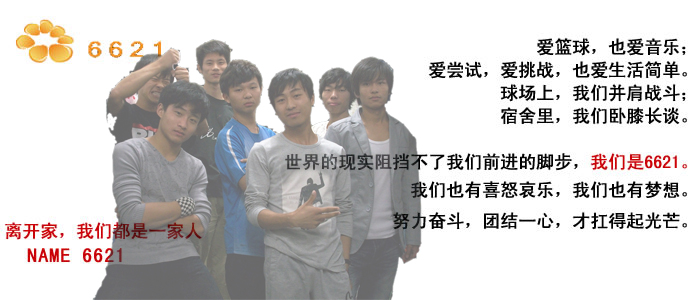 6621
爱篮球，也爱音乐；
爱尝试，爱挑战，也爱生活简单。
球场上，我们并肩战斗；
宿舍里，我们卧膝长谈。
世界的现实阻挡不了我们前进的脚步，我们是6621。
我们也有喜怒哀乐，我们也有梦想。
努力奋斗，团结一心，才扛得起光芒。
离开家，我们都是一家人
NAME 6621